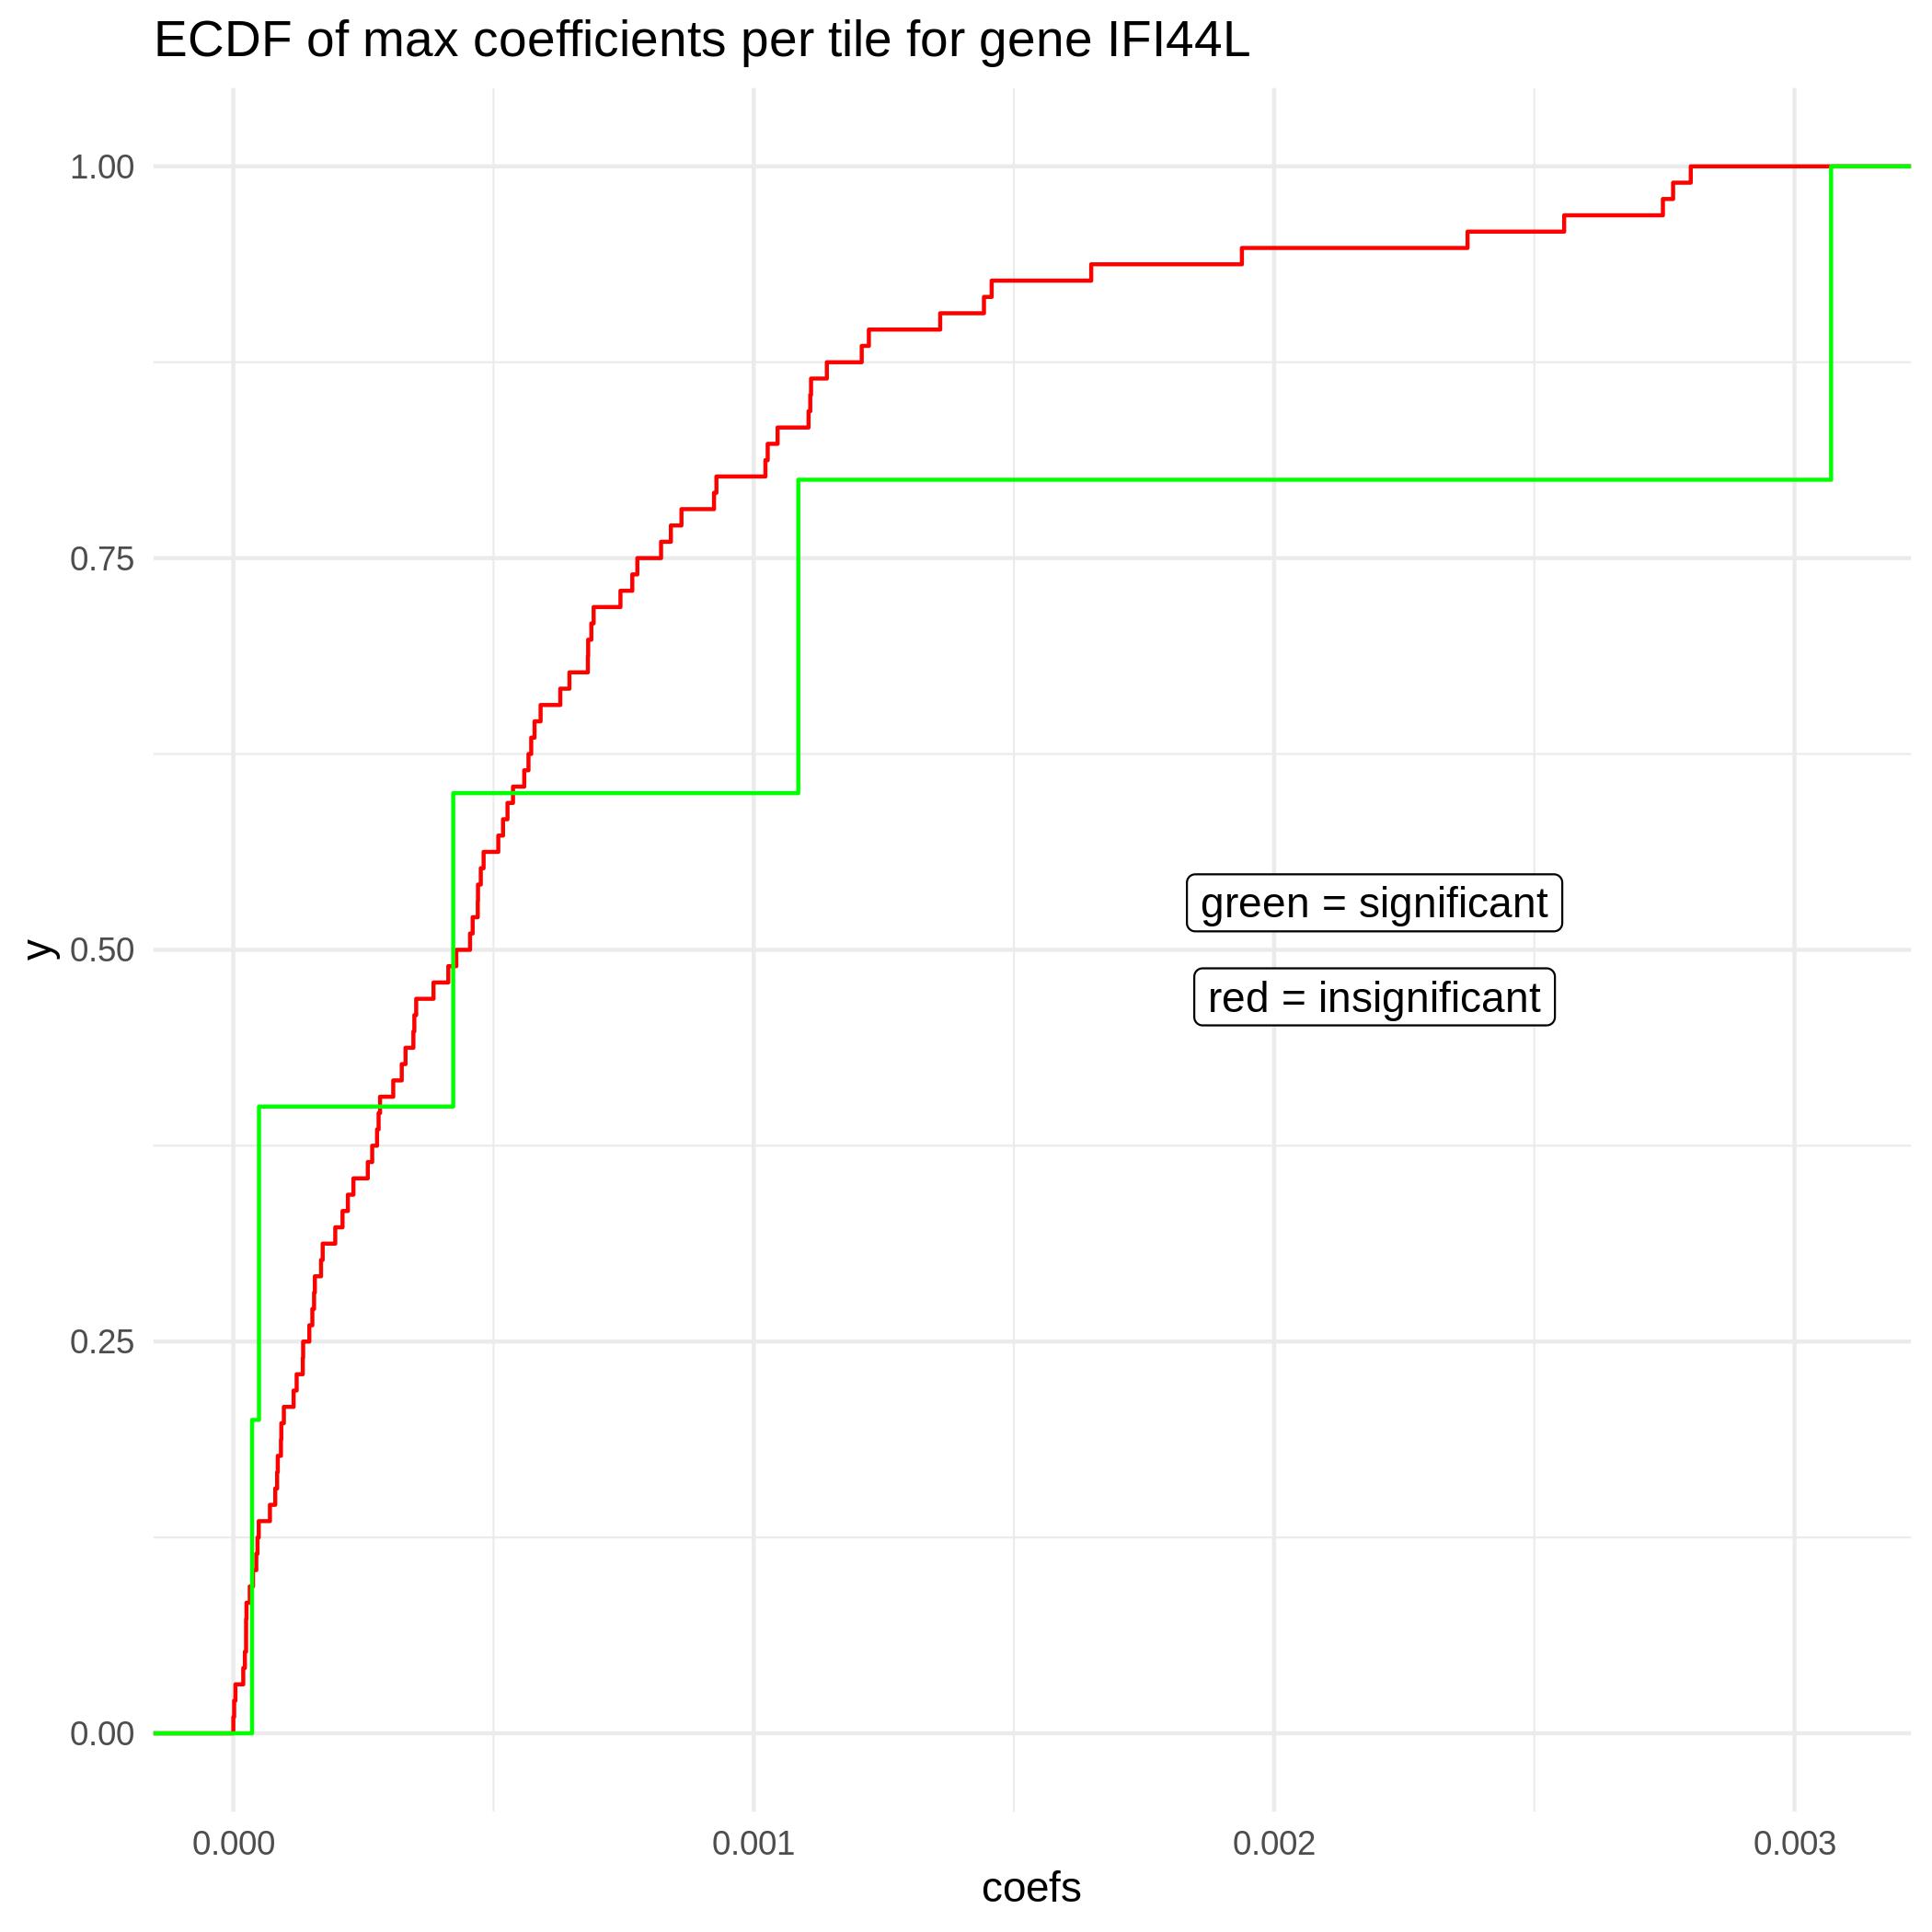 ECDF of max coefficients per tile for gene IFI44L
1.00
0.75
0.50
0.25
0.00
y
green = significant
red = insignificant
0.000
0.001
0.002
0.003
coefs